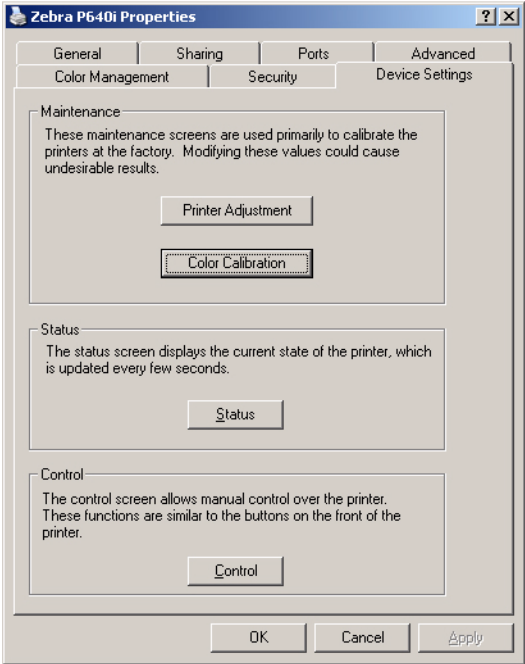 Zebra P640i Properties
General Sharing Ports Advanced
Color Management Security Device Settings
Maintenance
These maintenance screens are used primarily to calibrate the
printers at the factory. Modifying these values could cause
undesirable results.
Printer Adjustment
Color Calibration
Status
The status screen displays the current state of the printer, which
is updated every few seconds.
Status
Control
The control screen allows manual control over the printer.
These functions are similar to the buttons on the front of the
printer.
Control
OK Cancel Apply